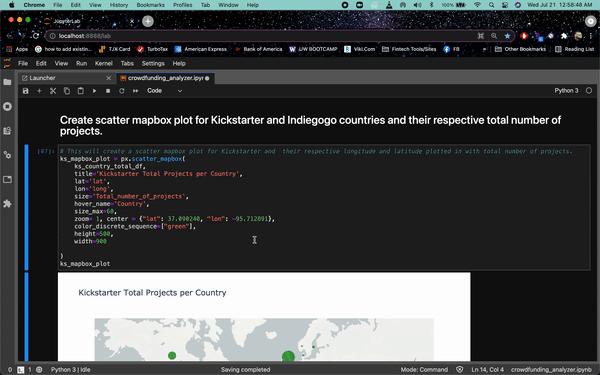 Chrome File Edit View History Bookmarks Profiles Tab Window Help
100% Wed Jul 21 12:58:48 AM
JupyterLab
localhost:8888/lab
Apps how to add existin... TJX Card TurboTax American Express Bank of America UW BOOTCAMP Viki.Com Fintech Tools/Sites FB Other Bookmarks Reading List
File Edit View Run Kernel Tabs Settings Help
Launcher
crowdfunding_analyzer.ipyn
Code
Python 3
Create scatter mapbox plot for Kickstarter and Indiegogo countries and their respective total number of
projects.
[87]:
# This will create a scatter mapbox plot for Kickstarter and  their respective longitude and latitude plotted in with total number of projects.
ks_mapbox_plot = px.scatter_mapbox(
ks_country_total_df,
title='Kickstarter Total Projects per Country',
lat='lat',
lon='long',
size='Total_number_of_projects',
hover_name='Country',
size_max=60,
zoom= 1, center = {"lat": 37.090240, "lon": -95.712891},
color_discrete_sequence=["green"],
height=500,
width=900
)
ks_mapbox_plot
Kickstarter Total Projects per Country
0 1 Python 3 | Idle Saving completed Mode: Command Ln 14, Col 4 crowdfunding_analyzer.ipynb